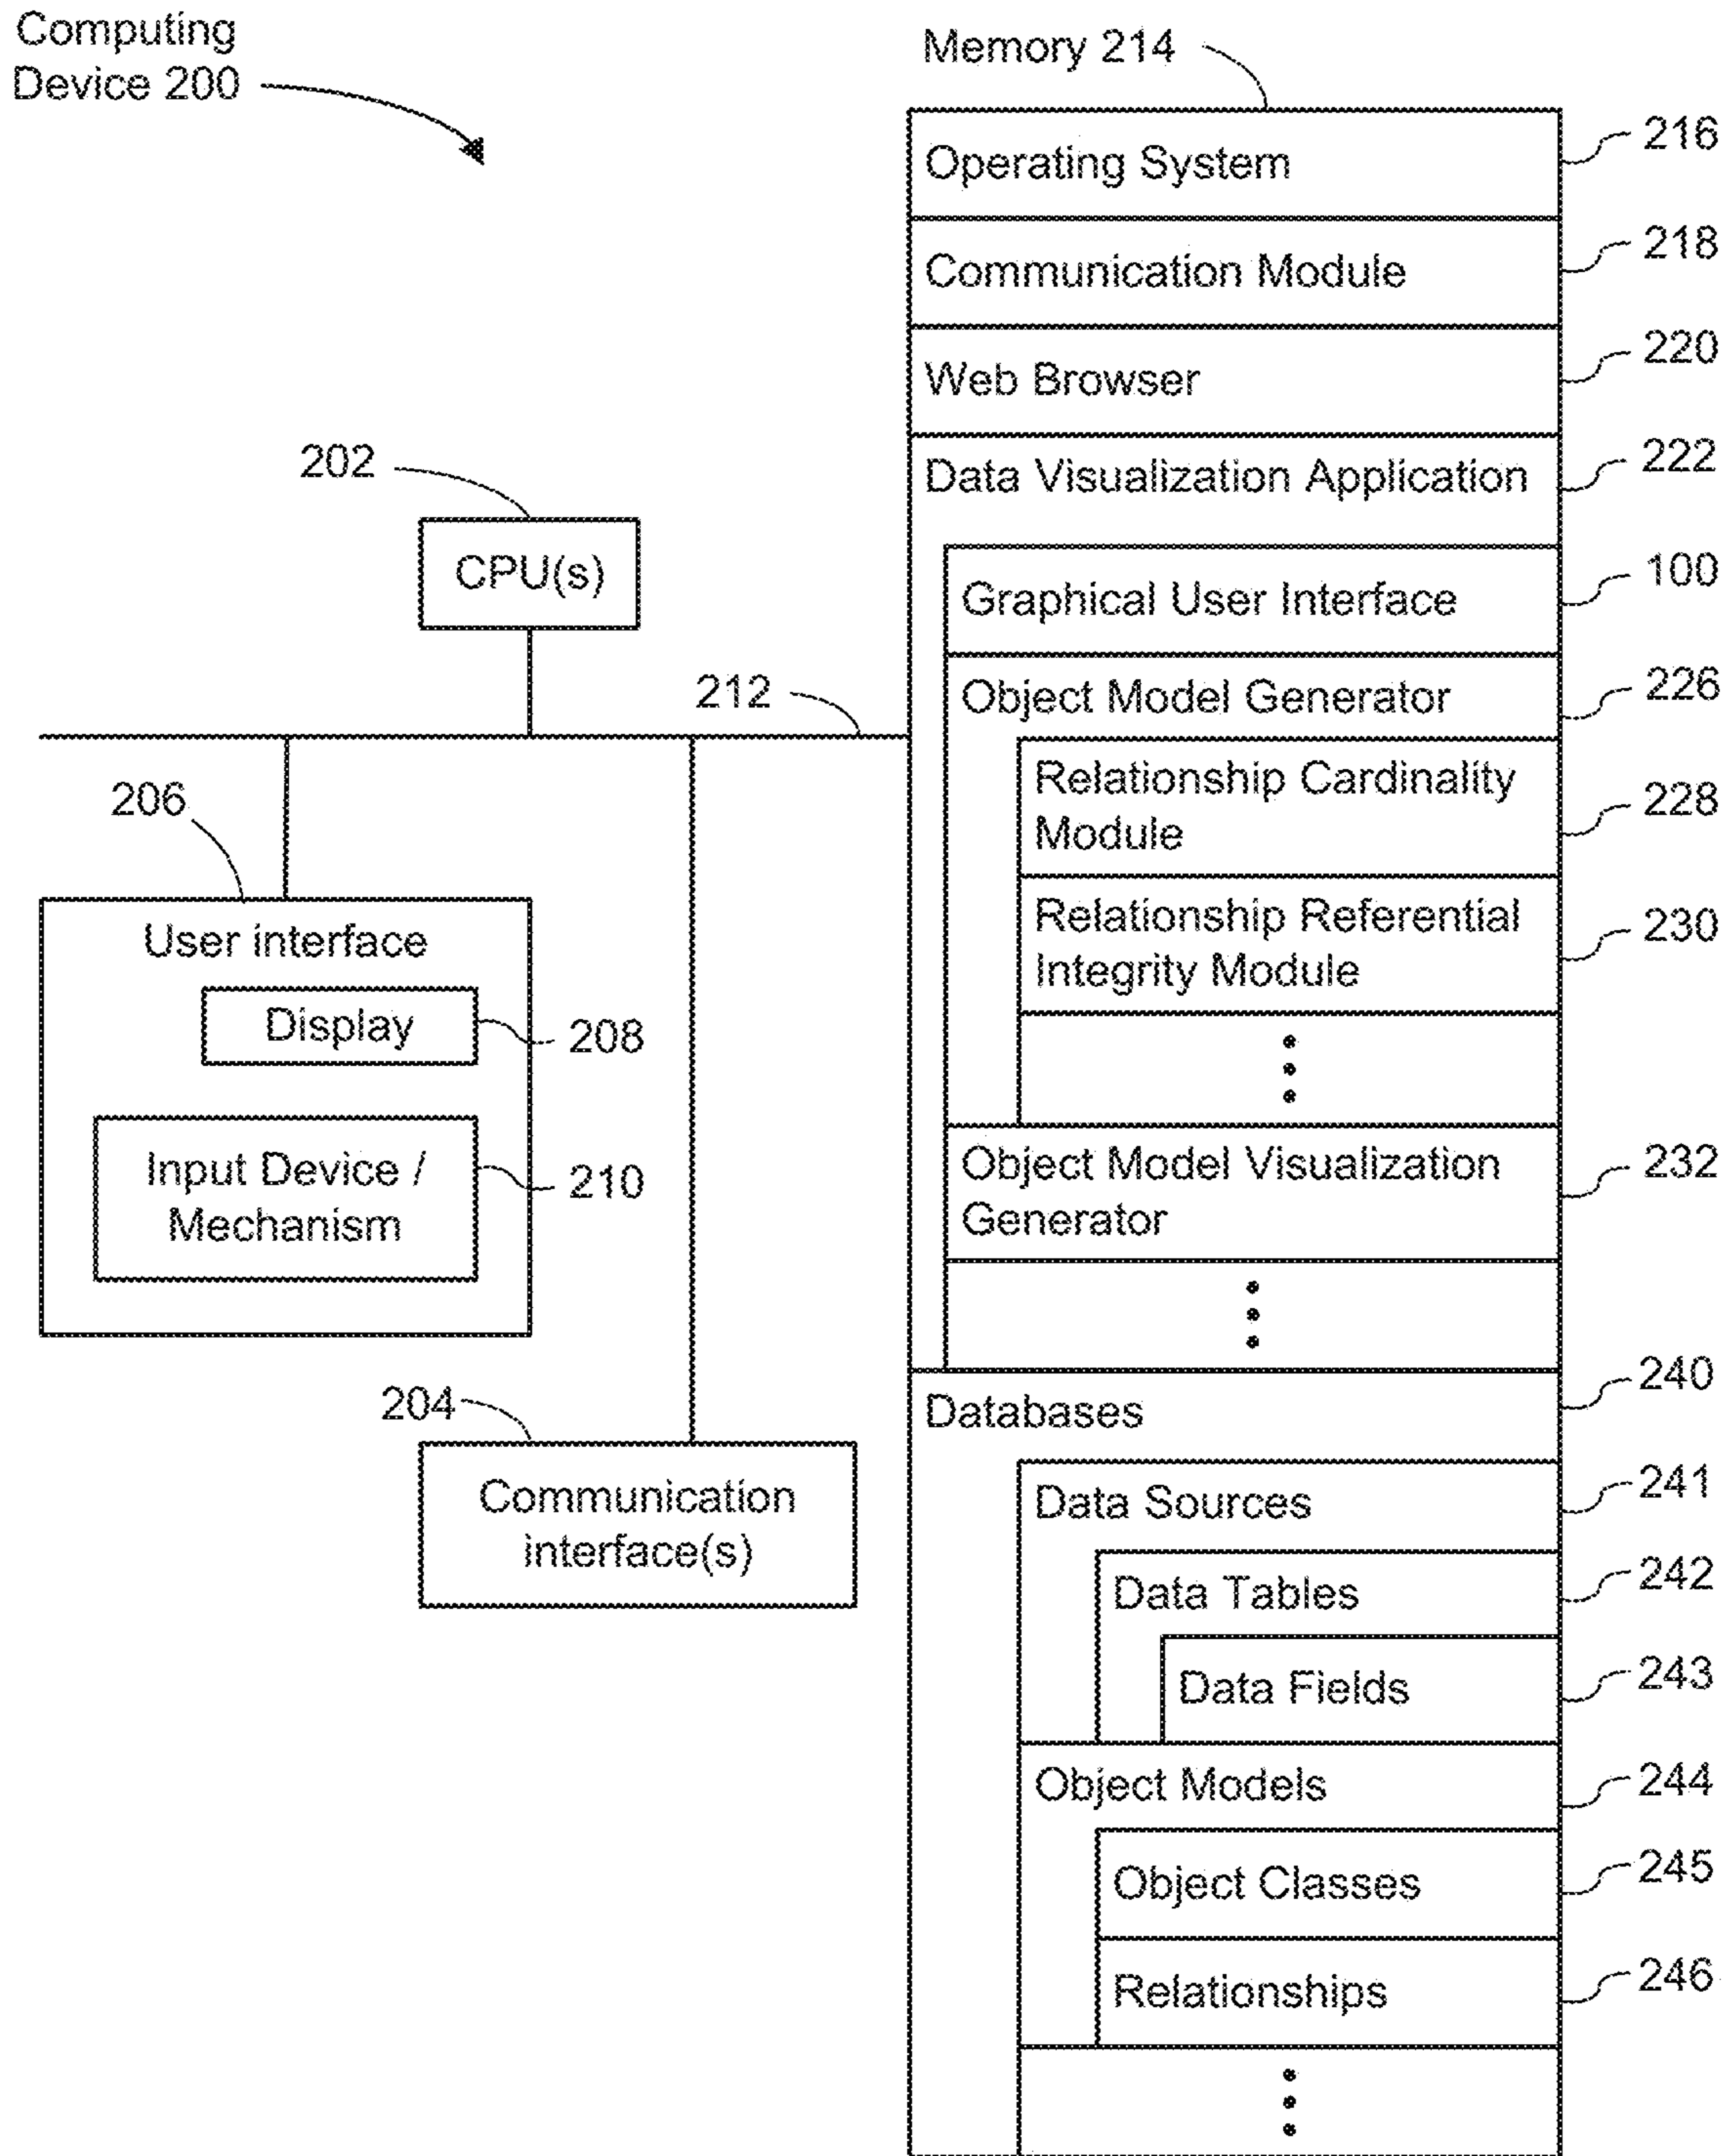 Computing
Device 200
Memory 214
Operating System
216
Communication Module
218
Web Browser
220
Data Visualization Application
222
Graphical User Interface
100
Object Model Generator
226
Relationship Cardinality
Module
228
Relationship Referential
Integrity Module
230
Object Model Visualization
Generator
232
Databases
240
Data Sources
241
Data Tables
242
Data Fields
243
Object Models
244
Object Classes
245
Relationships
246
202
CPU(s)
212
206
User interface
Display
208
Input Device /
Mechanism
210
204
Communication
interface(s)